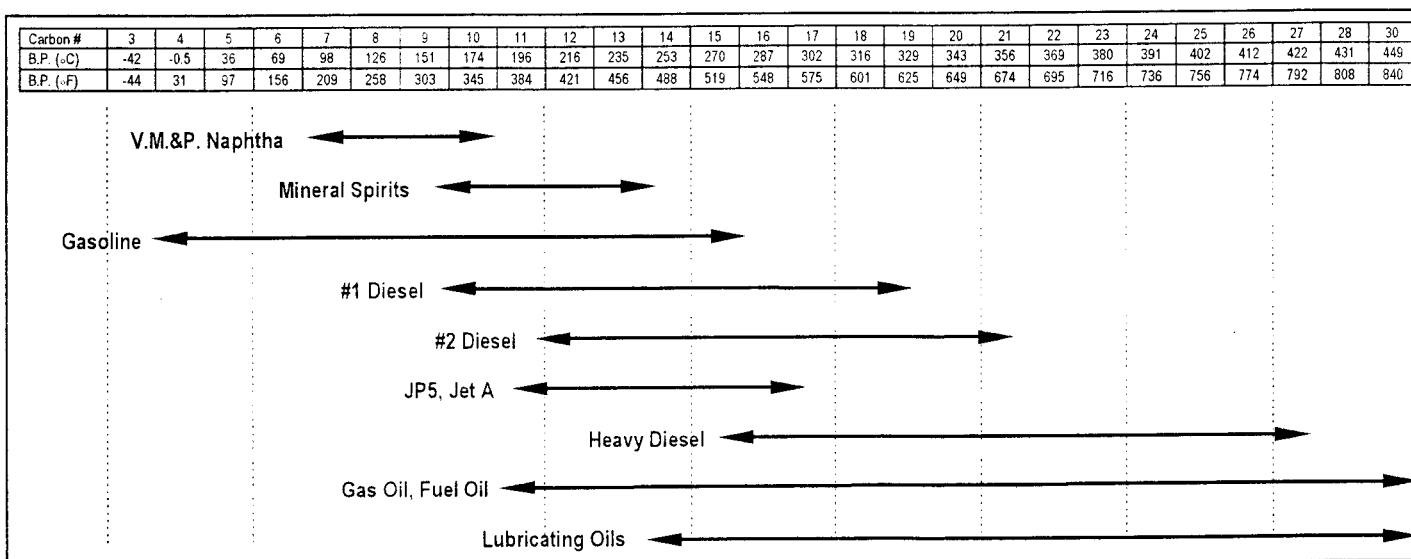 Carbon # 3 4 5 6 7 8 9 10 11 12 13 14 15 16 17 18 19 20 21 22 23 24 25 26 27 28 30
B.P. (◦C) -42 -0.5 36 69 98 126 151 174 196 216 235 253 270 287 302 316 329 343 356 369 380 391 402 412 422 431 449
B.P. (◦F) -44 31 97 156 209 258 303 345 384 421 456 488 519 548 575 601 625 649 674 695 716 736 756 774 792 808 840
V.M.&P. Naphtha
Mineral Spirits
Gasoline
#1 Diesel
#2 Diesel
JP5, Jet A
Heavy Diesel
Gas Oil, Fuel Oil
Lubricating Oils